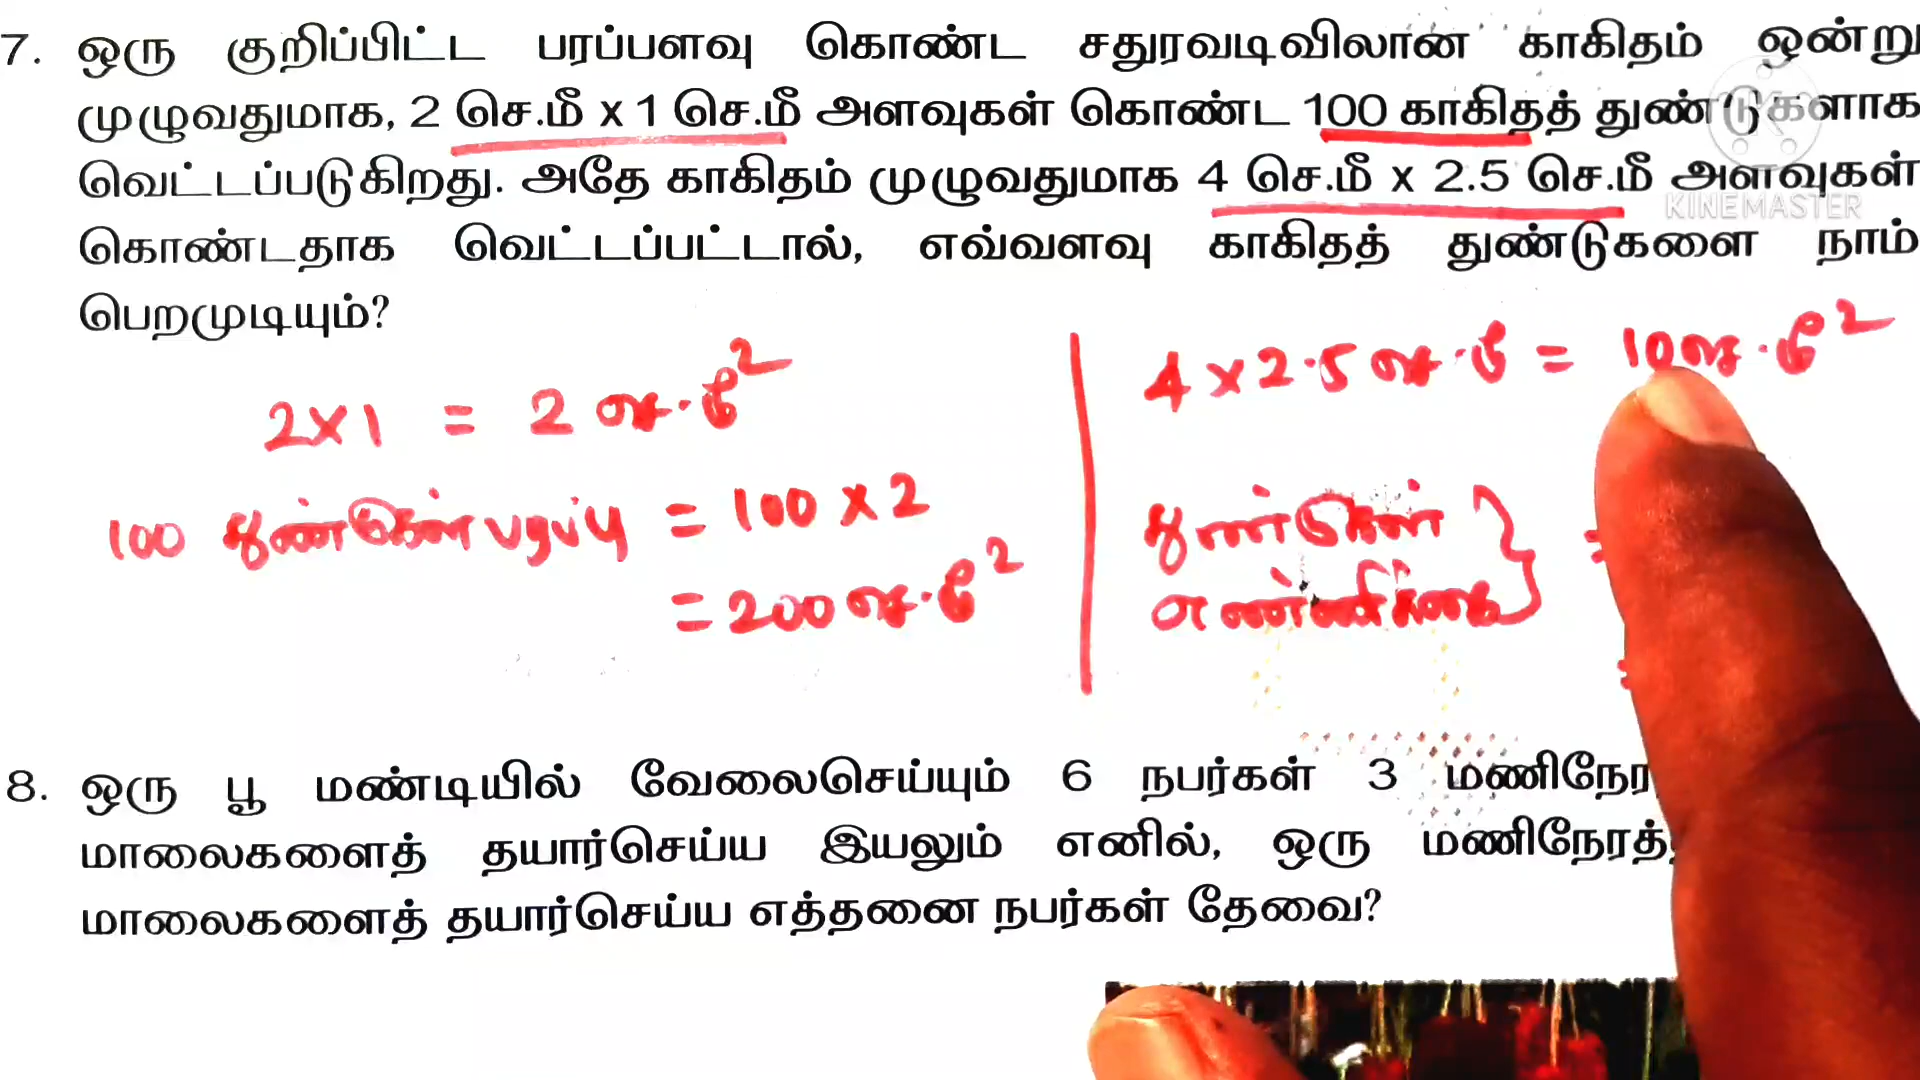 7. ஒரு குறிப்பிட்ட பரப்பளவு கொண்ட சதுரவடிவிலான காகிதம் ஒன்று
முழுவதுமாக, 2 செ.மீ x 1 செ.மீ அளவுகள் கொண்ட 100 காகிதத் துண்டுகளாக
வெட்டப்படுகிறது. அதே காகிதம் முழுவதுமாக 4 செ.மீ x 2.5 செ.மீ அளவுகள்
KINEMASTER
கொண்டதாக வெட்டப்பட்டால், எவ்வளவு காகிதத் துண்டுகளை நாம்
பெறமுடியும்?
2x1 = 2 செ.மீ²
100 துண்டுகளின் பரப்பு = 100 x 2
= 200 செ.மீ²
4 x 2.5 செ.மீ = 10 செ.மீ²
துண்டுகளின்
எண்ணிக்கை } =
8. ஒரு பூ மண்டியில் வேலைசெய்யும் 6 நபர்கள் 3 மணிநேர
மாலைகளைத் தயார்செய்ய இயலும் எனில், ஒரு மணிநேரத்
மாலைகளைத் தயார்செய்ய எத்தனை நபர்கள் தேவை?